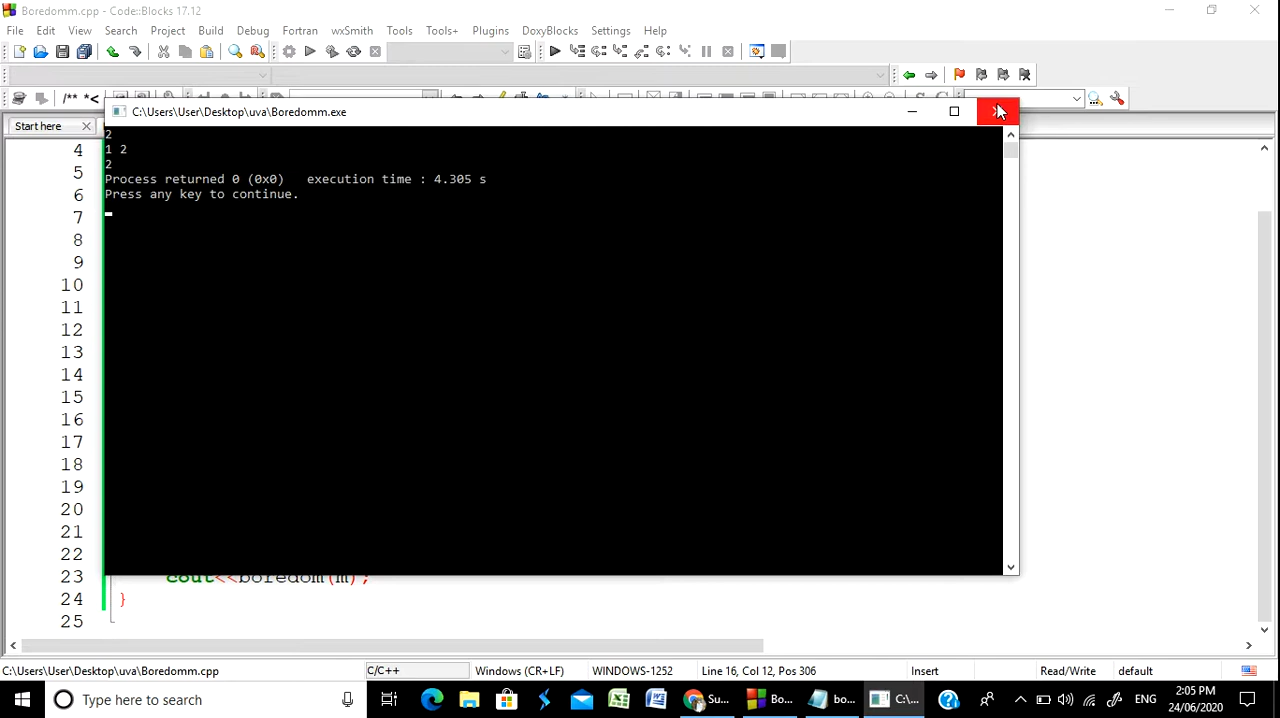 Boredomm.cpp - Code::Blocks 17.12
File Edit View Search Project Build Debug Fortran wxSmith Tools Tools+ Plugins DoxyBlocks Settings Help
/** *<
C:\Users\User\Desktop\uva\Boredomm.exe
Start here
2
1 2
2
Process returned 0 (0x0)   execution time : 4.305 s
Press any key to continue.
4
5
6
7
8
9
10
11
12
13
14
15
16
17
18
19
20
21
22
23 cout<<boredom(m);
24 }
25
C:\Users\User\Desktop\uva\Boredomm.cpp C/C++ Windows (CR+LF) WINDOWS-1252 Line 16, Col 12, Pos 306 Insert Read/Write default
Type here to search Su... Bo... bo... C:\... ENG 2:05 PM
24/06/2020